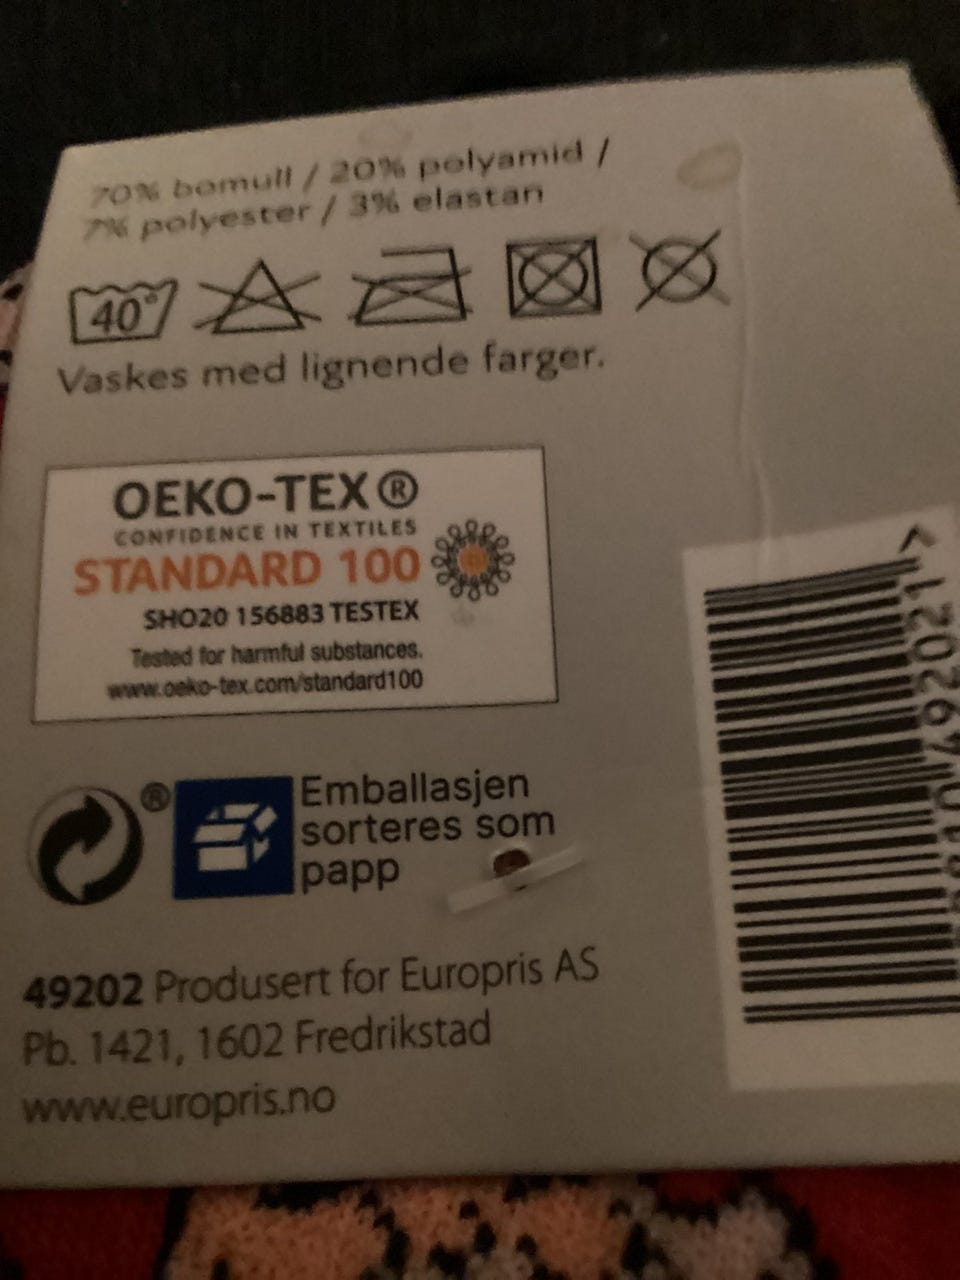 70% bomull / 20% polyamid /
7% polyester / 3% elastan
40°
Vaskes med lignende farger.
OEKO-TEX®
CONFIDENCE IN TEXTILES
STANDARD 100
SHO20 156883 TESTEX
Tested for harmful substances.
www.oeko-tex.com/standard100
®
Emballasjen
sorteres som
papp
49202 Produsert for Europris AS
Pb. 1421, 1602 Fredrikstad
www.europris.no